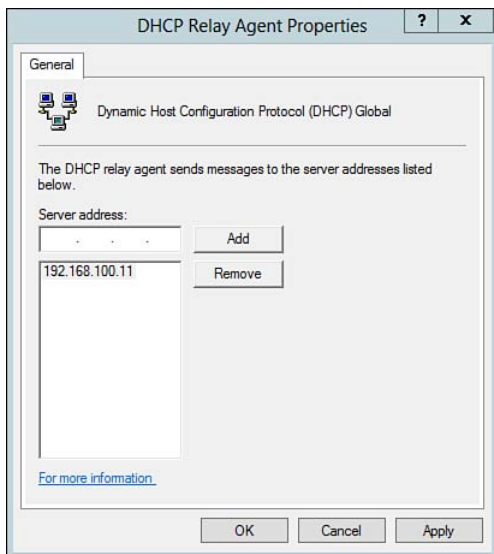 DHCP Relay Agent Properties
? x
General
Dynamic Host Configuration Protocol (DHCP) Global
The DHCP relay agent sends messages to the server addresses listed
below.
Server address:
. . .
Add
192.168.100.11
Remove
For more information
OK
Cancel
Apply